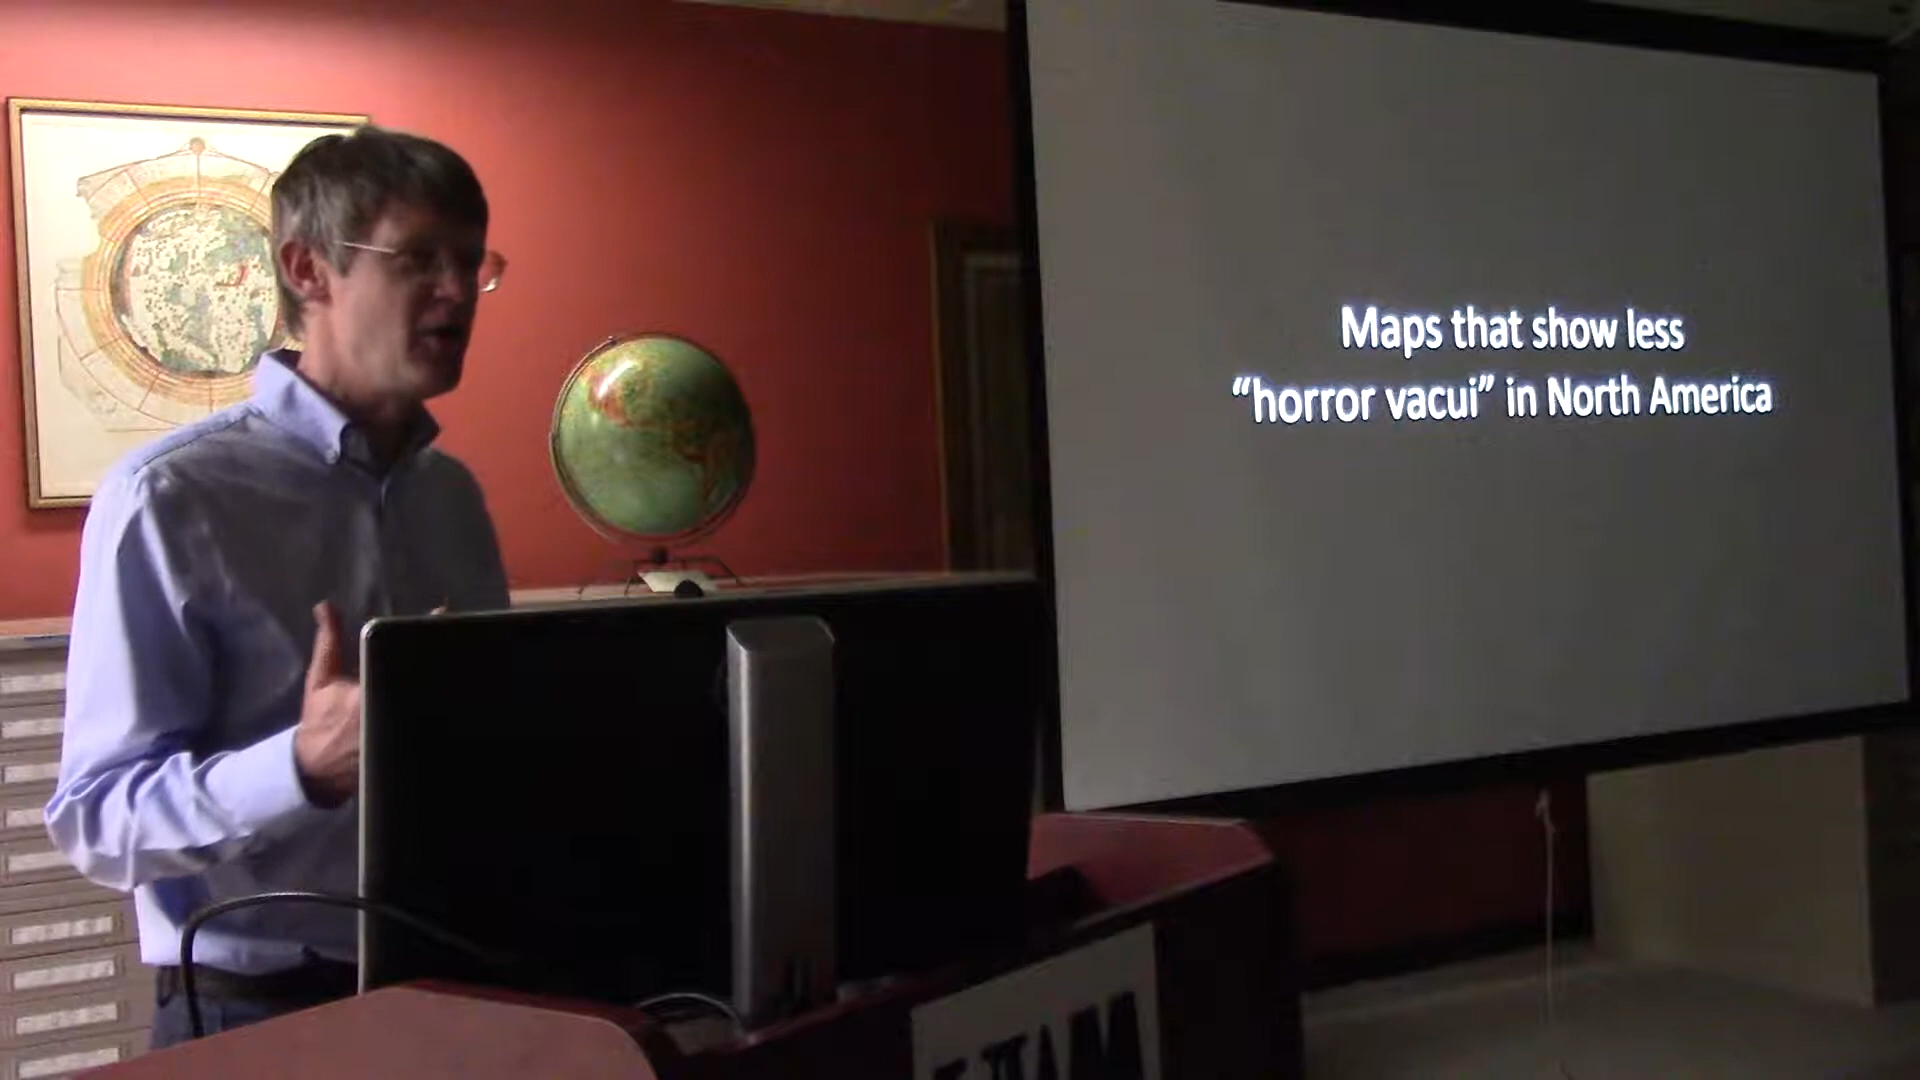 Maps that show less
“horror vacui” in North America